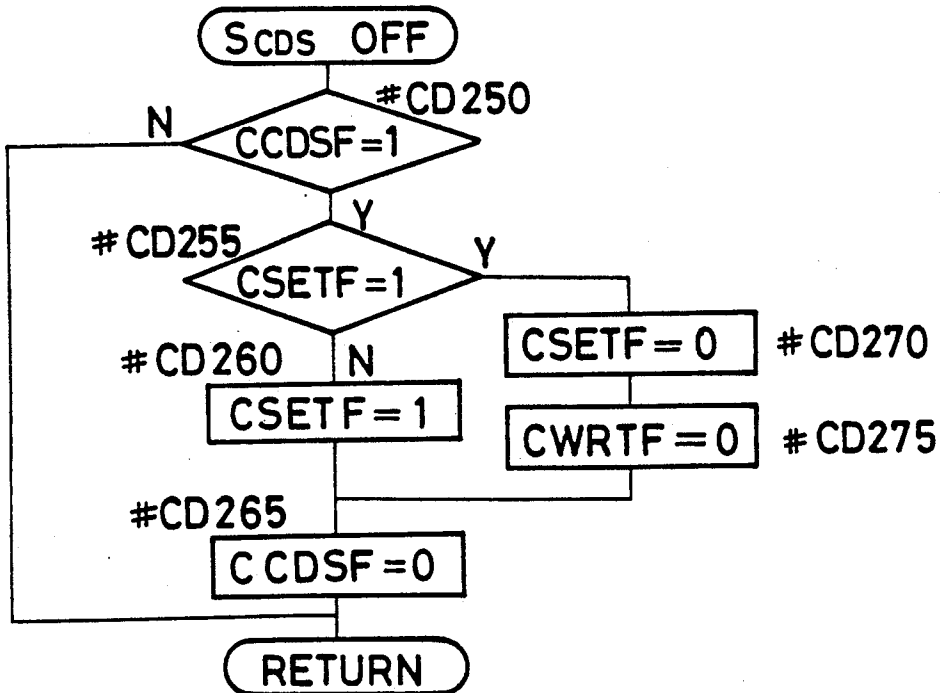 SCDS OFF
#CD250
N
CCDSF=1
Y
#CD255
Y
CSETF=1
#CD260
N
CSETF=0
#CD270
CSETF=1
CWRTF=0
#CD275
#CD265
CCDSF=0
RETURN